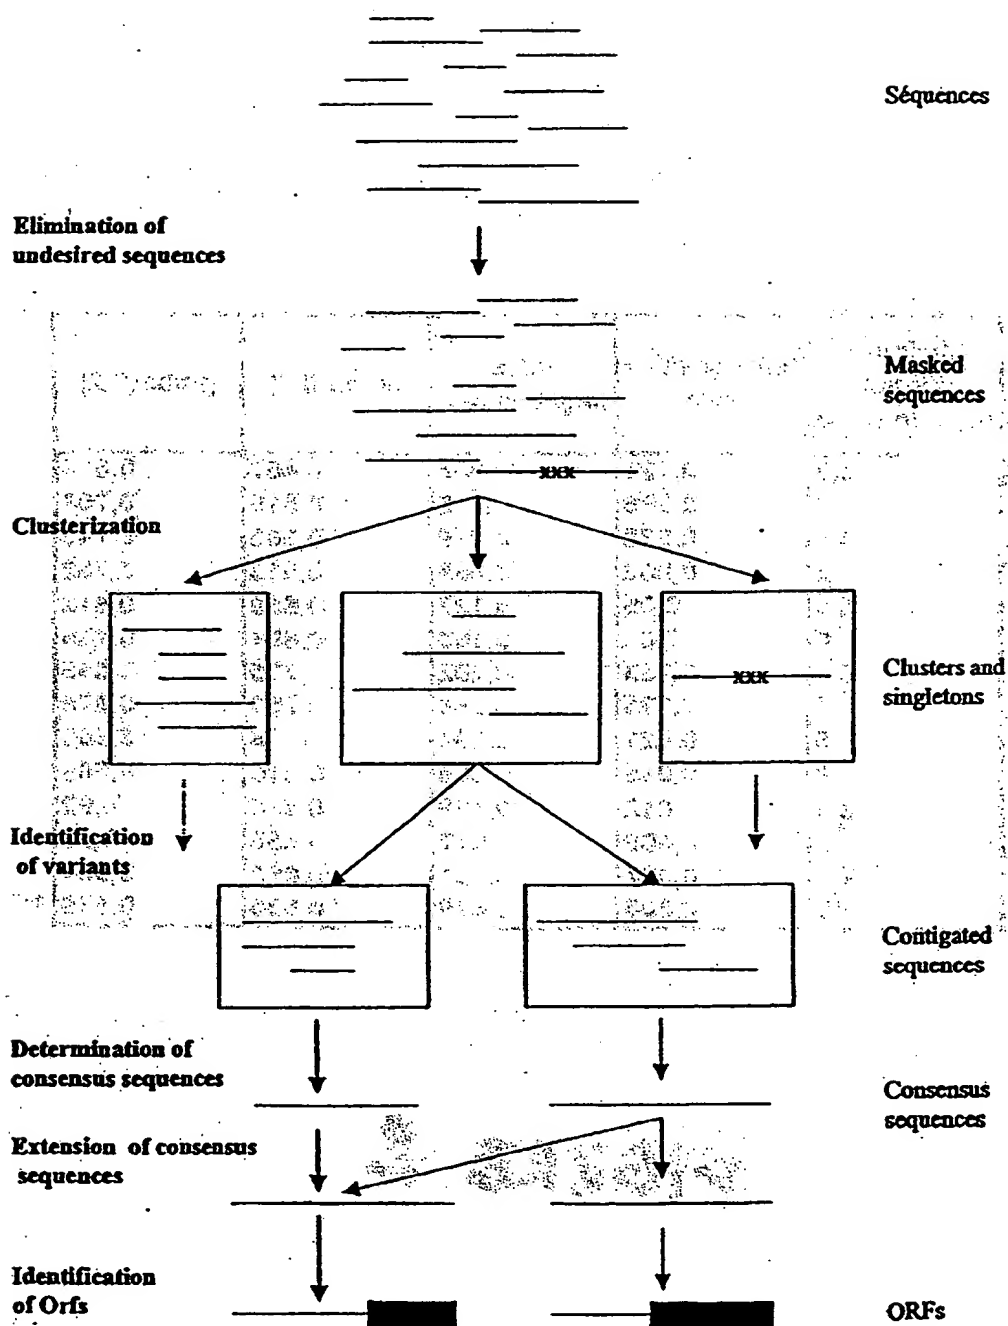 Séquences
Elimination of
undesired sequences
Masked
sequences
xxx
Clusterization
xxx
Clusters and
singletons
Identification
of variants
Contigated
sequences
Determination of
consensus sequences
Consensus
sequences
Extension of consensus
sequences
Identification
of Orfs
ORFs